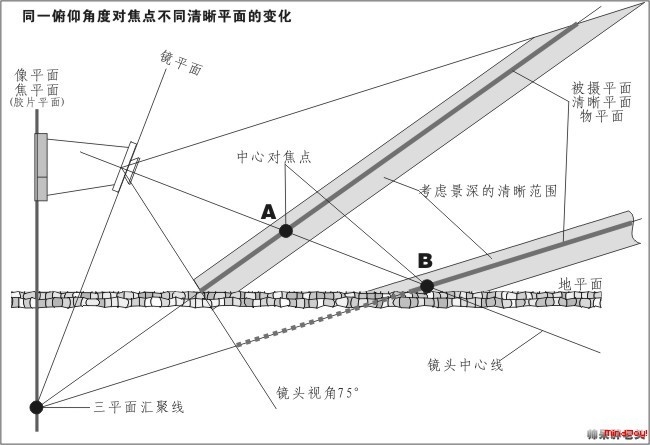 同一俯仰角度对焦点不同清晰平面的变化
像平面
焦平面
(胶片平面)
镜平面
被摄平面
清晰平面
物平面
中心对焦点
考虑景深的清晰范围
A
B
地平面
镜头中心线
镜头视角75°
三平面汇聚线